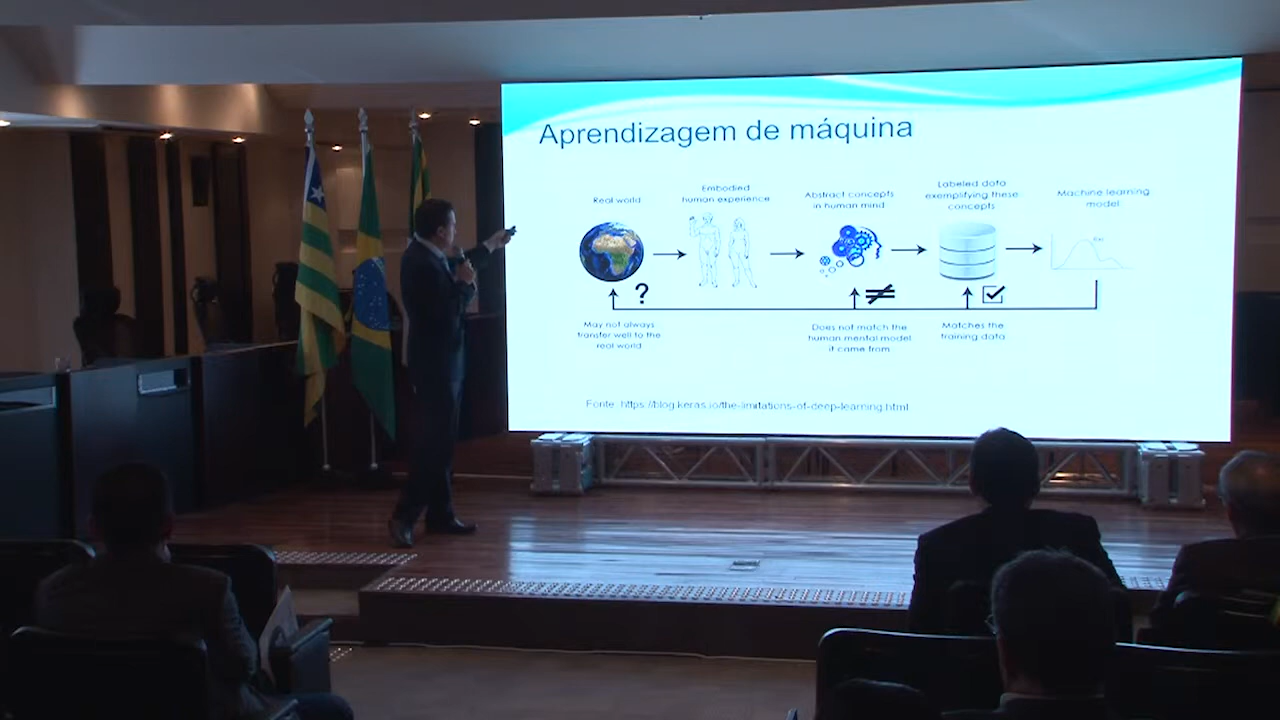 Aprendizagem de máquina
Real world
Embodied
human experience
Abstract concepts
in human mind
Labeled data
exemplifying these
concepts
Machine learning
model
f(x)
?
≠
May not always
transfer well to the
real world
Does not match the
human mental model
it came from
Matches the
training data
Fonte: https://blog.keras.io/the-limitations-of-deep-learning.html